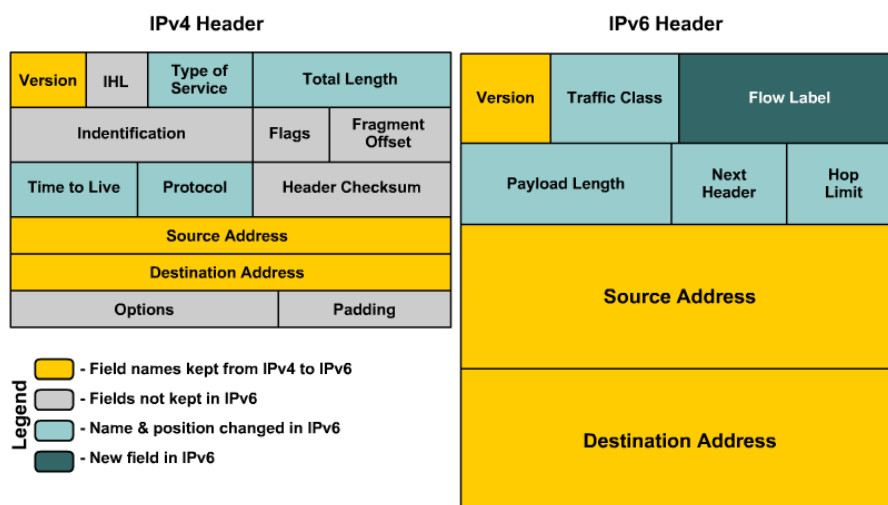 IPv4 Header
IPv6 Header
Version
IHL
Type of
Service
Total Length
Indentification
Flags
Fragment
Offset
Time to Live
Protocol
Header Checksum
Source Address
Destination Address
Options
Padding
Version
Traffic Class
Flow Label
Payload Length
Next
Header
Hop
Limit
Source Address
Destination Address
Legend
- Field names kept from IPv4 to IPv6
- Fields not kept in IPv6
- Name & position changed in IPv6
- New field in IPv6